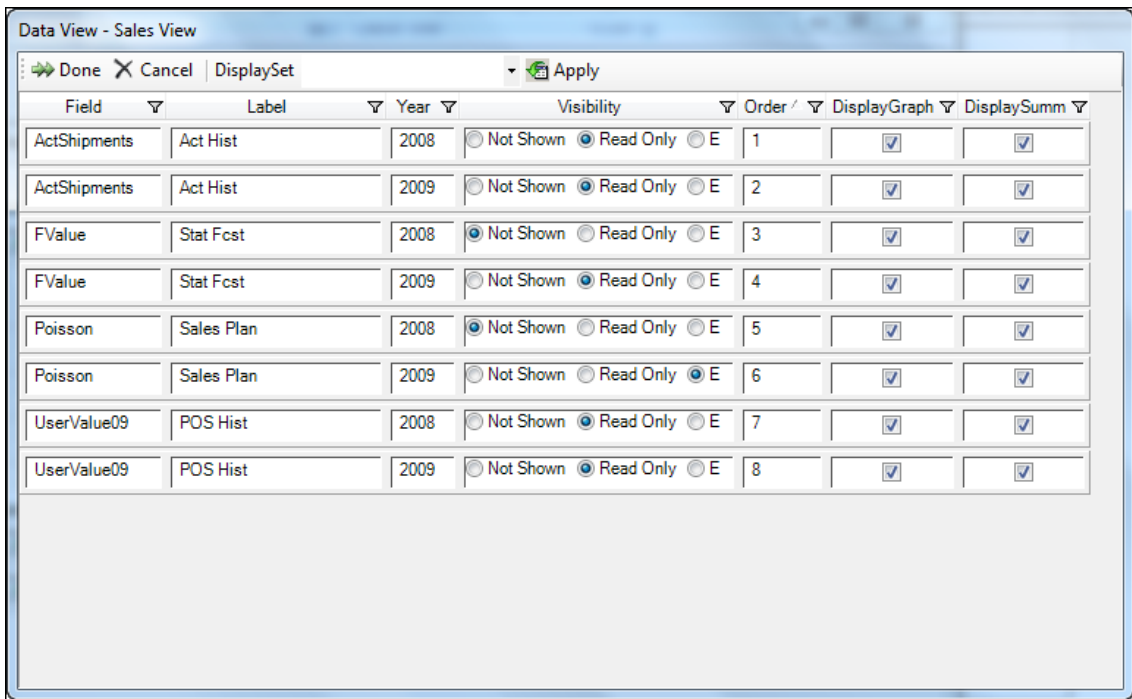 Data View - Sales View
Done Cancel DisplaySet Apply
Field Label Year Visibility Order DisplayGraph DisplaySumm
ActShipments Act Hist 2008 Not Shown Read Only E 1
ActShipments Act Hist 2009 Not Shown Read Only E 2
FValue Stat Fcst 2008 Not Shown Read Only E 3
FValue Stat Fcst 2009 Not Shown Read Only E 4
Poisson Sales Plan 2008 Not Shown Read Only E 5
Poisson Sales Plan 2009 Not Shown Read Only E 6
UserValue09 POS Hist 2008 Not Shown Read Only E 7
UserValue09 POS Hist 2009 Not Shown Read Only E 8